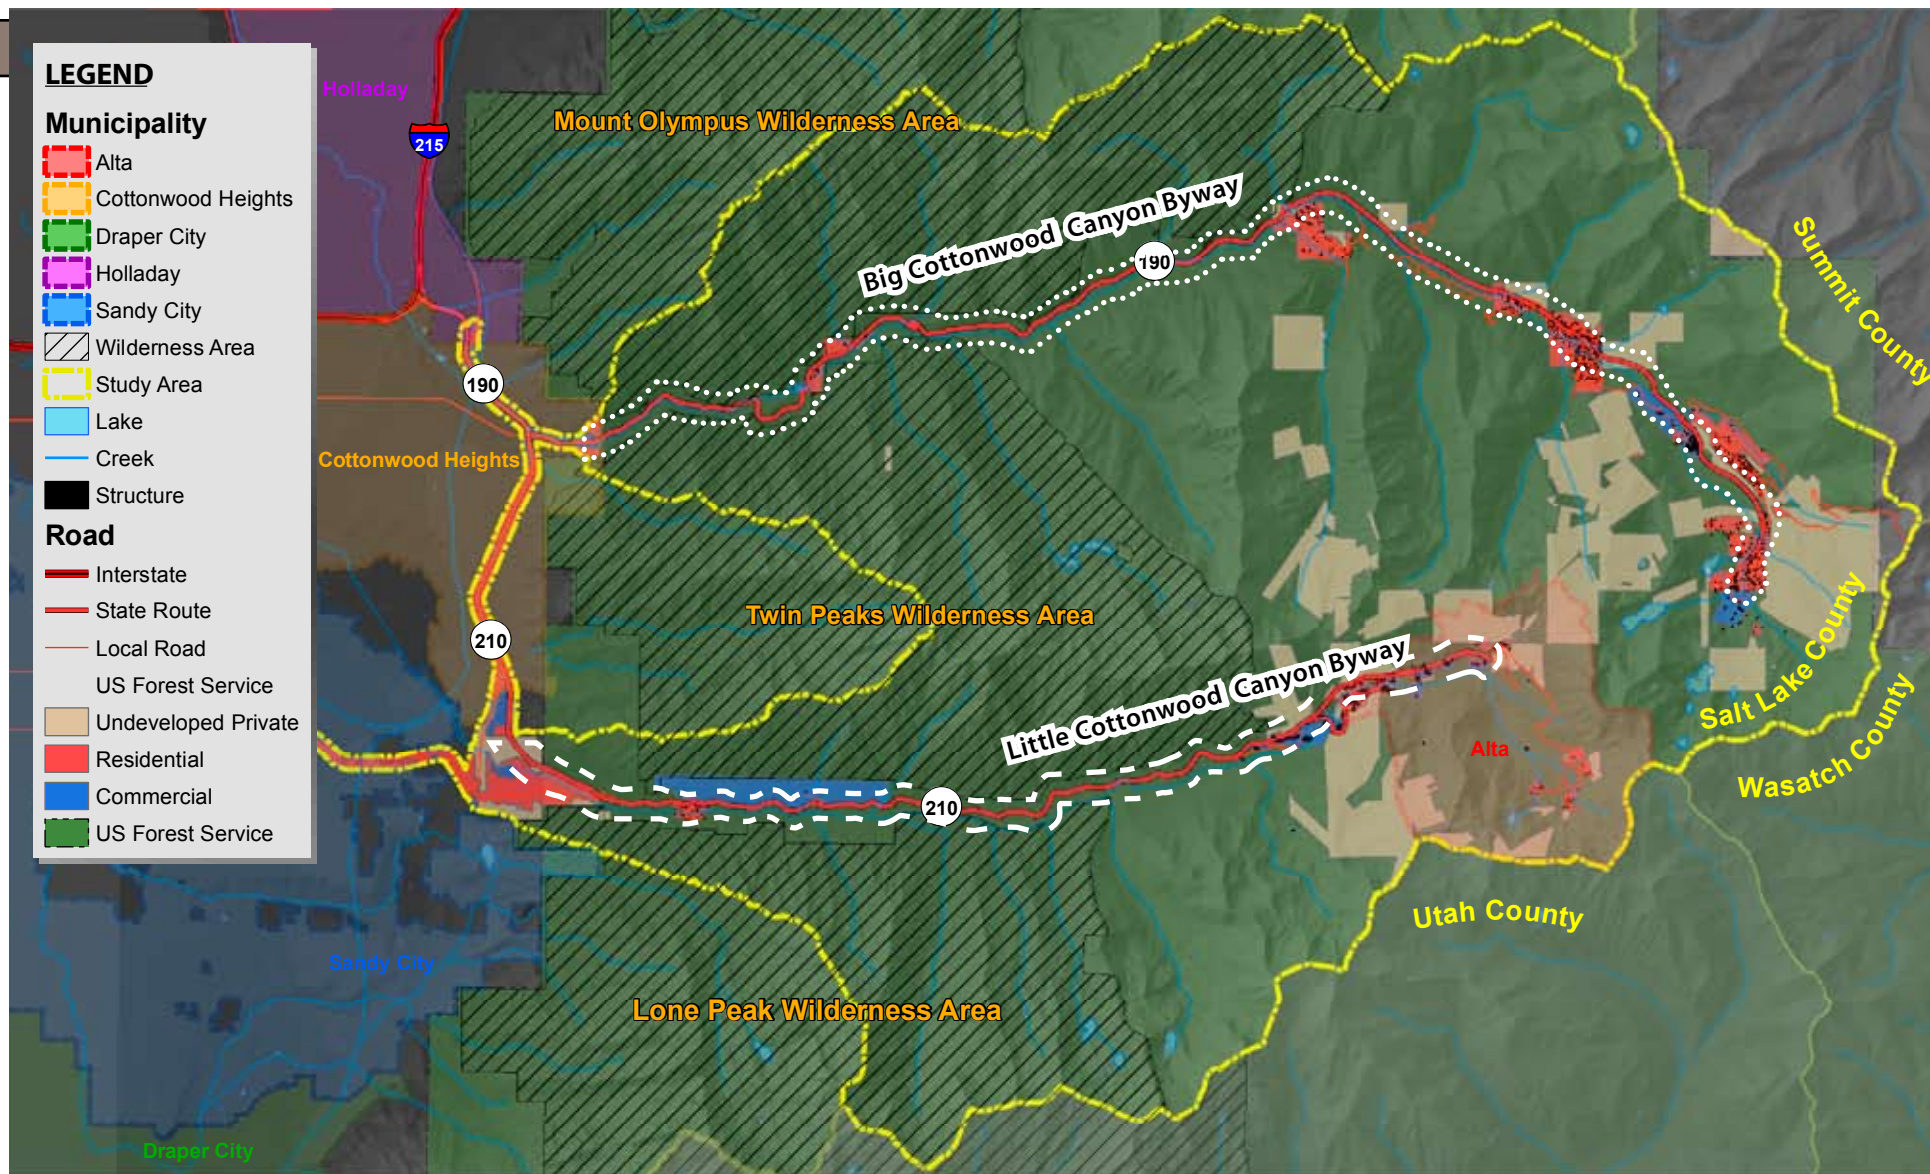 LEGEND
Municipality
Alta
Cottonwood Heights
Draper City
Holladay
Sandy City
Wilderness Area
Study Area
Lake
Creek
Structure
Road
Interstate
State Route
Local Road
US Forest Service
Undeveloped Private
Residential
Commercial
US Forest Service
Holladay
215
Mount Olympus Wilderness Area
Big Cottonwood Canyon Byway
190
Summit County
190
Cottonwood Heights
Twin Peaks Wilderness Area
210
Little Cottonwood Canyon Byway
Salt Lake County
Wasatch County
Alta
210
Utah County
Sandy City
Lone Peak Wilderness Area
Draper City